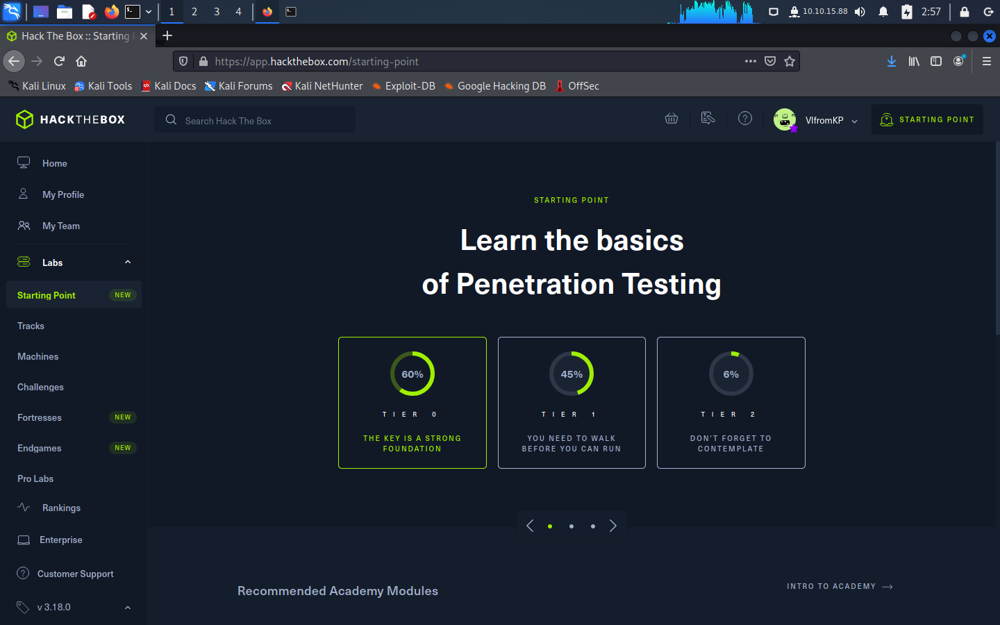 1 2 3 4 10.10.15.88 2:57
Hack The Box :: Starting
https://app.hackthebox.com/starting-point
Kali Linux Kali Tools Kali Docs Kali Forums Kali NetHunter Exploit-DB Google Hacking DB OffSec
HACKTHEBOX Search Hack The Box VlfromKP STARTING POINT
Home
My Profile
My Team
Labs
Starting Point NEW
Tracks
Machines
Challenges
Fortresses NEW
Endgames NEW
Pro Labs
Rankings
Enterprise
Customer Support
v 3.18.0
STARTING POINT
Learn the basics
of Penetration Testing
60%
TIER 0
THE KEY IS A STRONG
FOUNDATION
45%
TIER 1
YOU NEED TO WALK
BEFORE YOU CAN RUN
6%
TIER 2
DON'T FORGET TO
CONTEMPLATE
Recommended Academy Modules
INTRO TO ACADEMY